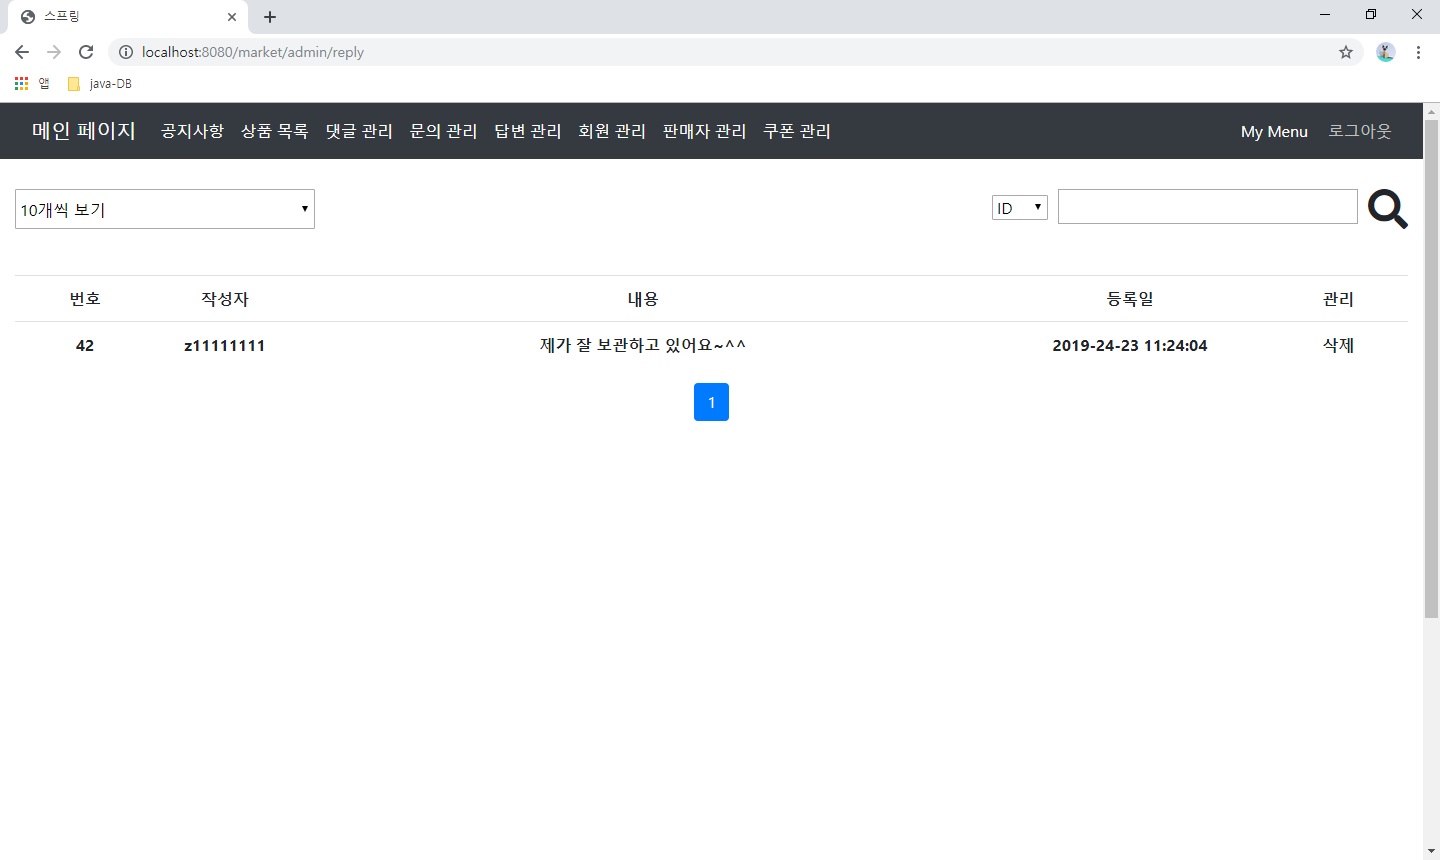 스프링
localhost:8080/market/admin/reply
앱 java-DB
메인 페이지 공지사항 상품 목록 댓글 관리 문의 관리 답변 관리 회원 관리 판매자 관리 쿠폰 관리 My Menu 로그아웃
10개씩 보기 ID
번호 작성자 내용 등록일 관리
42 z11111111 제가 잘 보관하고 있어요~^^ 2019-24-23 11:24:04 삭제
1